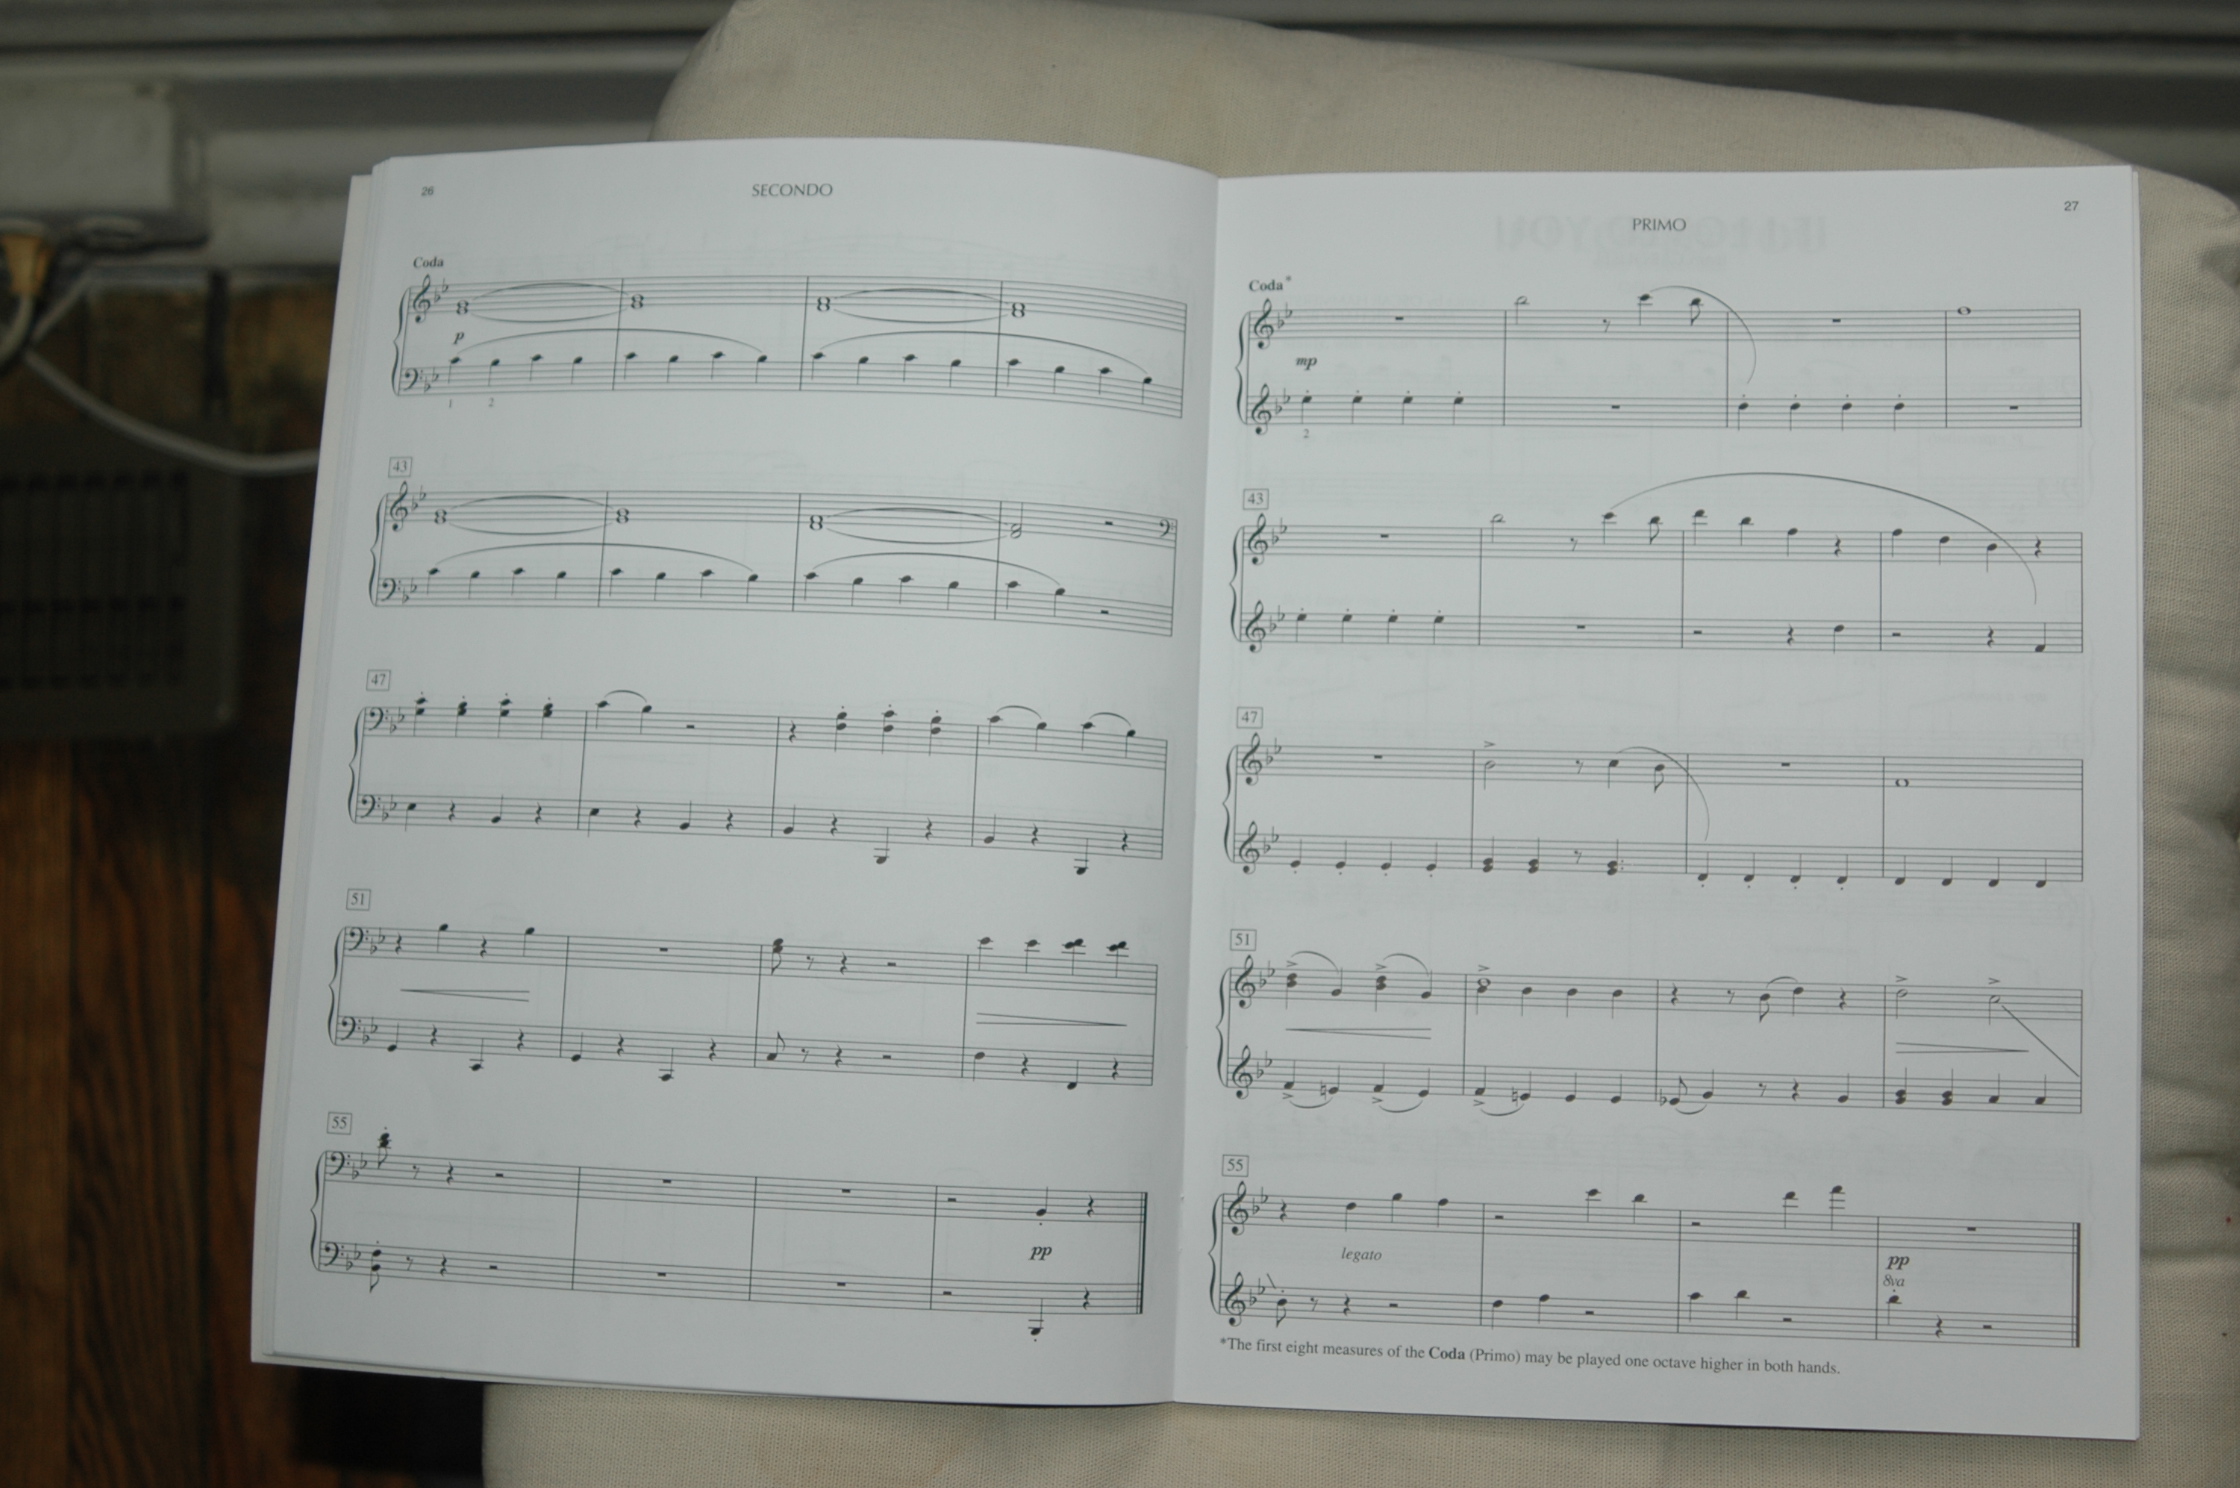 26
SECONDO
Coda
p
1 2
43
47
51
55
pp
27
PRIMO
Coda*
mp
2
43
47
51
55
legato
pp
8va
*The first eight measures of the Coda (Primo) may be played one octave higher in both hands.